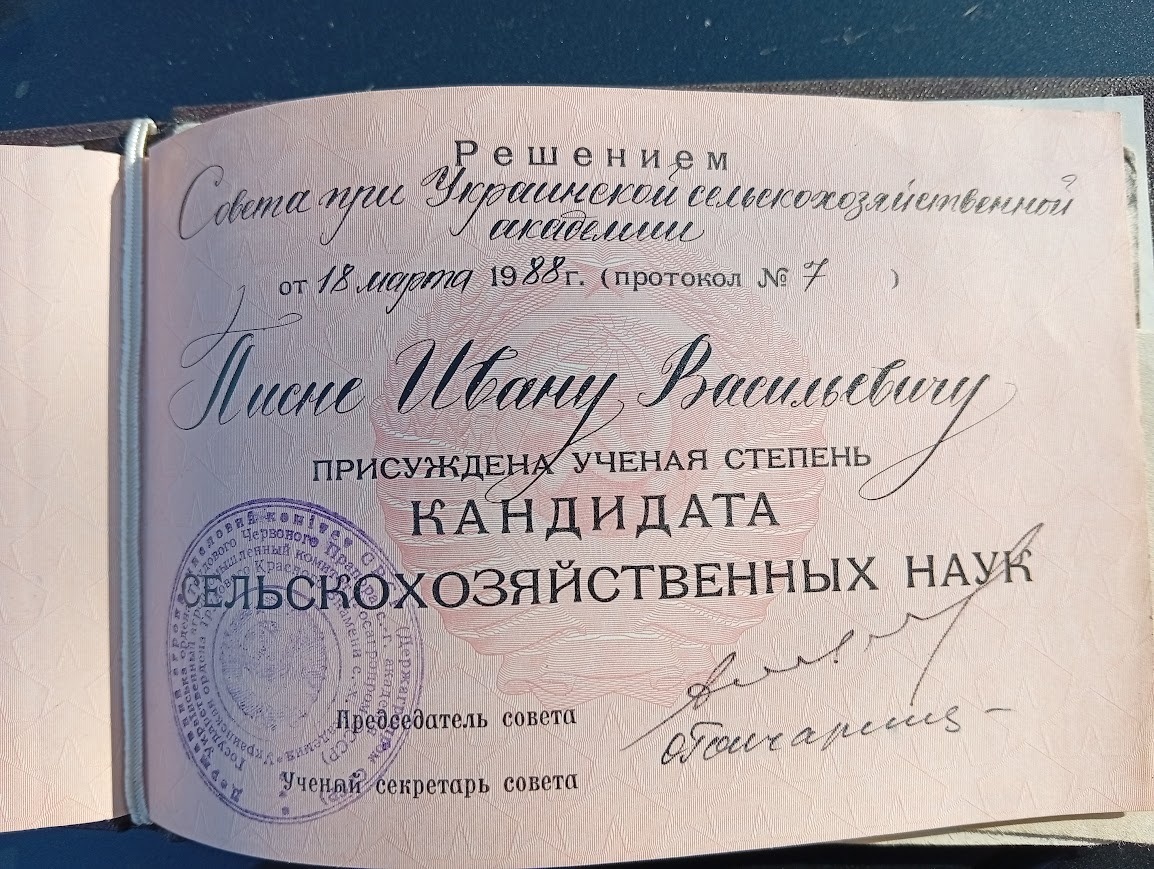 Решением
Совета при Украинской сельскохозяйственной
академии
от 18 марта 1988 г. (протокол № 7 )
Писне Ивану Васильевичу
ПРИСУЖДЕНА УЧЕНАЯ СТЕПЕНЬ
КАНДИДАТА
СЕЛЬСКОХОЗЯЙСТВЕННЫХ НАУК
Председатель совета
Ученый секретарь совета